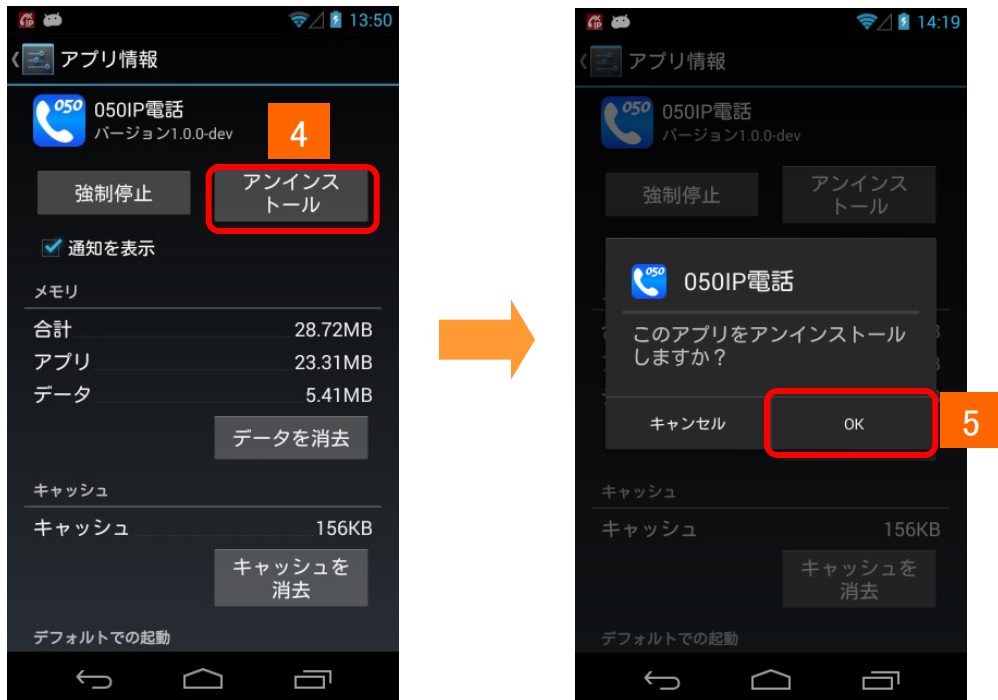 13:50
アプリ情報
050
050IP電話
バージョン1.0.0-dev
4
強制停止
アンインス
トール
通知を表示
メモリ
合計 28.72MB
アプリ 23.31MB
データ 5.41MB
データを消去
キャッシュ
キャッシュ 156KB
キャッシュを
消去
デフォルトでの起動
14:19
アプリ情報
050
050IP電話
バージョン1.0.0-dev
強制停止
アンインス
トール
050
050IP電話
このアプリをアンインストール
しますか？
キャンセル
OK
5
キャッシュ
キャッシュ 156KB
キャッシュを
消去
デフォルトでの起動